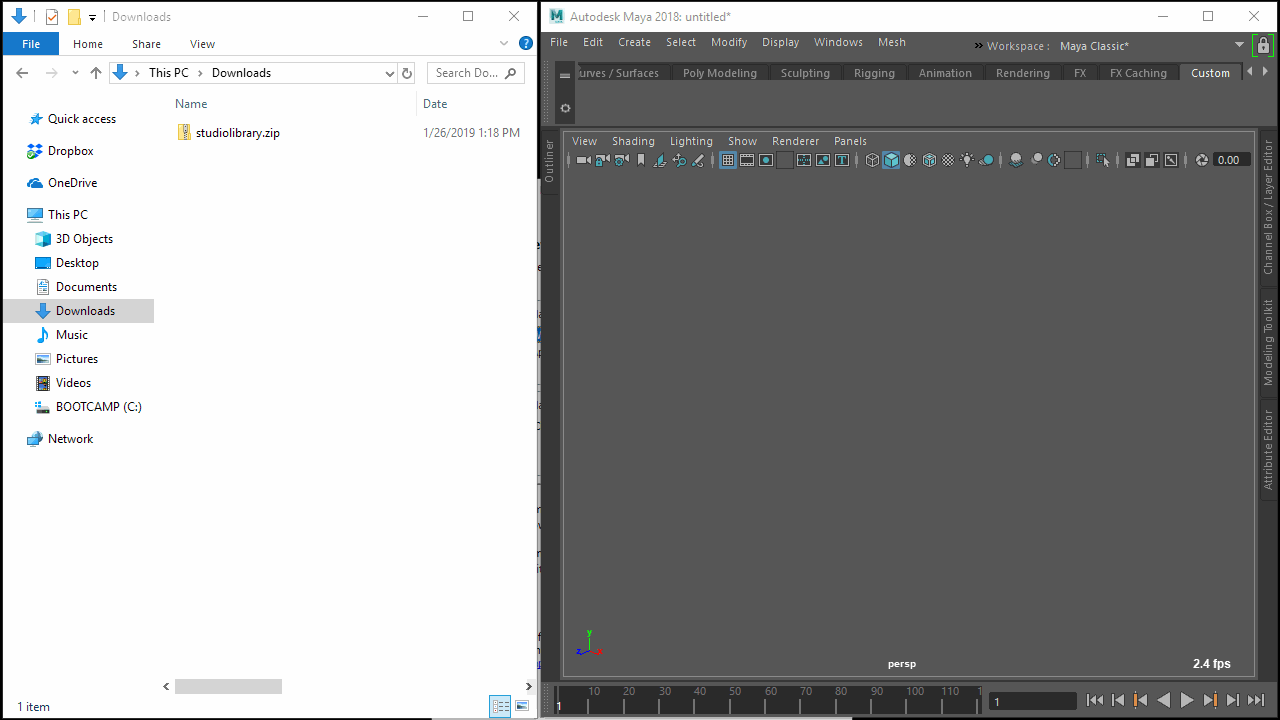 Downloads
File Home Share View
This PC Downloads
Search Do...
Name Date
studiolibrary.zip 1/26/2019 1:18 PM
Quick access
Dropbox
OneDrive
This PC
3D Objects
Desktop
Documents
Downloads
Music
Pictures
Videos
BOOTCAMP (C:)
Network
1 item
Autodesk Maya 2018: untitled*
File Edit Create Select Modify Display Windows Mesh
» Workspace : Maya Classic*
urves / Surfaces Poly Modeling Sculpting Rigging Animation Rendering FX FX Caching Custom
View Shading Lighting Show Renderer Panels
0.00
Outliner
Channel Box / Layer Editor
Modeling Toolkit
Attribute Editor
y
z x
persp
2.4 fps
10 20 30 40 50 60 70 80 90 100 110
1
1